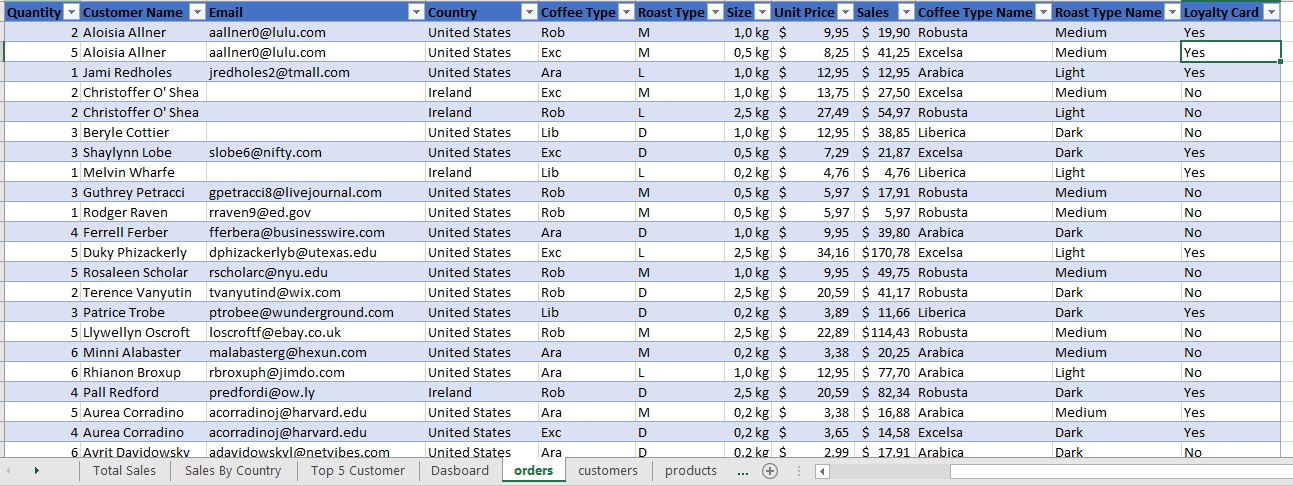 Quantity Customer Name Email Country Coffee Type Roast Type Size Unit Price Sales Coffee Type Name Roast Type Name Loyalty Card
2 Aloisia Allner aallner0@lulu.com United States Rob M 1,0 kg $ 9,95 $ 19,90 Robusta Medium Yes
5 Aloisia Allner aallner0@lulu.com United States Exc M 0,5 kg $ 8,25 $ 41,25 Excelsa Medium Yes
1 Jami Redholes jredholes2@tmall.com United States Ara L 1,0 kg $ 12,95 $ 12,95 Arabica Light Yes
2 Christoffer O' Shea Ireland Exc M 1,0 kg $ 13,75 $ 27,50 Excelsa Medium No
2 Christoffer O' Shea Ireland Rob L 2,5 kg $ 27,49 $ 54,97 Robusta Light No
3 Beryle Cottier United States Lib D 1,0 kg $ 12,95 $ 38,85 Liberica Dark No
3 Shaylynn Lobe slobe6@nifty.com United States Exc D 0,5 kg $ 7,29 $ 21,87 Excelsa Dark Yes
1 Melvin Wharfe Ireland Lib L 0,2 kg $ 4,76 $ 4,76 Liberica Light Yes
3 Guthrey Petracci gpetracci8@livejournal.com United States Rob M 0,5 kg $ 5,97 $ 17,91 Robusta Medium No
1 Rodger Raven rraven9@ed.gov United States Rob M 0,5 kg $ 5,97 $ 5,97 Robusta Medium No
4 Ferrell Ferber fferbera@businesswire.com United States Ara D 1,0 kg $ 9,95 $ 39,80 Arabica Dark No
5 Duky Phizackerly dphizackerlyb@utexas.edu United States Exc L 2,5 kg $ 34,16 $170,78 Excelsa Light Yes
5 Rosaleen Scholar rscholarc@nyu.edu United States Rob M 1,0 kg $ 9,95 $ 49,75 Robusta Medium No
2 Terence Vanyutin tvanyutind@wix.com United States Rob D 2,5 kg $ 20,59 $ 41,17 Robusta Dark No
3 Patrice Trobe ptrobee@wunderground.com United States Lib D 0,2 kg $ 3,89 $ 11,66 Liberica Dark Yes
5 Llywellyn Oscroft loscroftf@ebay.co.uk United States Rob M 2,5 kg $ 22,89 $114,43 Robusta Medium No
6 Minni Alabaster malabasterg@hexun.com United States Ara M 0,2 kg $ 3,38 $ 20,25 Arabica Medium No
6 Rhianon Broxup rbroxuph@jimdo.com United States Ara L 1,0 kg $ 12,95 $ 77,70 Arabica Light No
4 Pall Redford predfordi@ow.ly Ireland Rob D 2,5 kg $ 20,59 $ 82,34 Robusta Dark Yes
5 Aurea Corradino acorradinoj@harvard.edu United States Ara M 0,2 kg $ 3,38 $ 16,88 Arabica Medium Yes
4 Aurea Corradino acorradinoj@harvard.edu United States Exc D 0,2 kg $ 3,65 $ 14,58 Excelsa Dark Yes
6 Avrit Davidowsky adavidowskyl@netvibes.com United States Ara D 0,2 kg $ 2,99 $ 17,91 Arabica Dark No
Total Sales Sales By Country Top 5 Customer Dasboard orders customers products ...